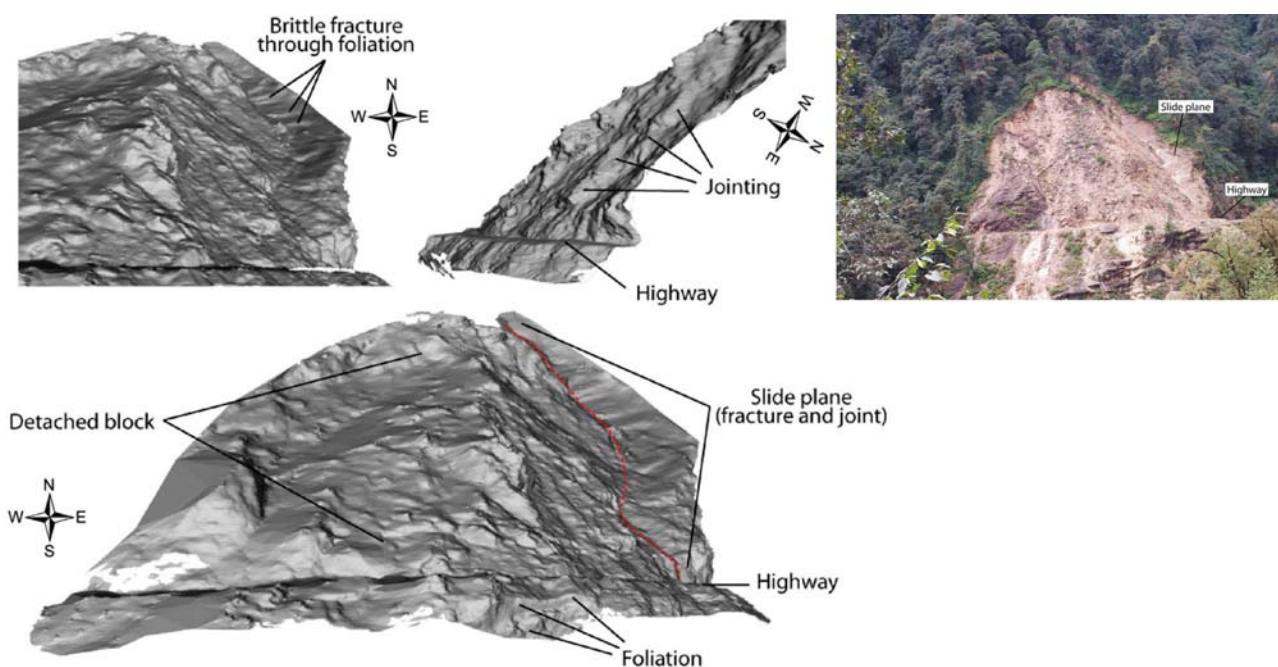 Brittle fracture
through foliation
N
W E
S
W
S N
E
Jointing
Highway
Slide plane
Highway
Detached block
Slide plane
(fracture and joint)
N
W E
S
Highway
Foliation